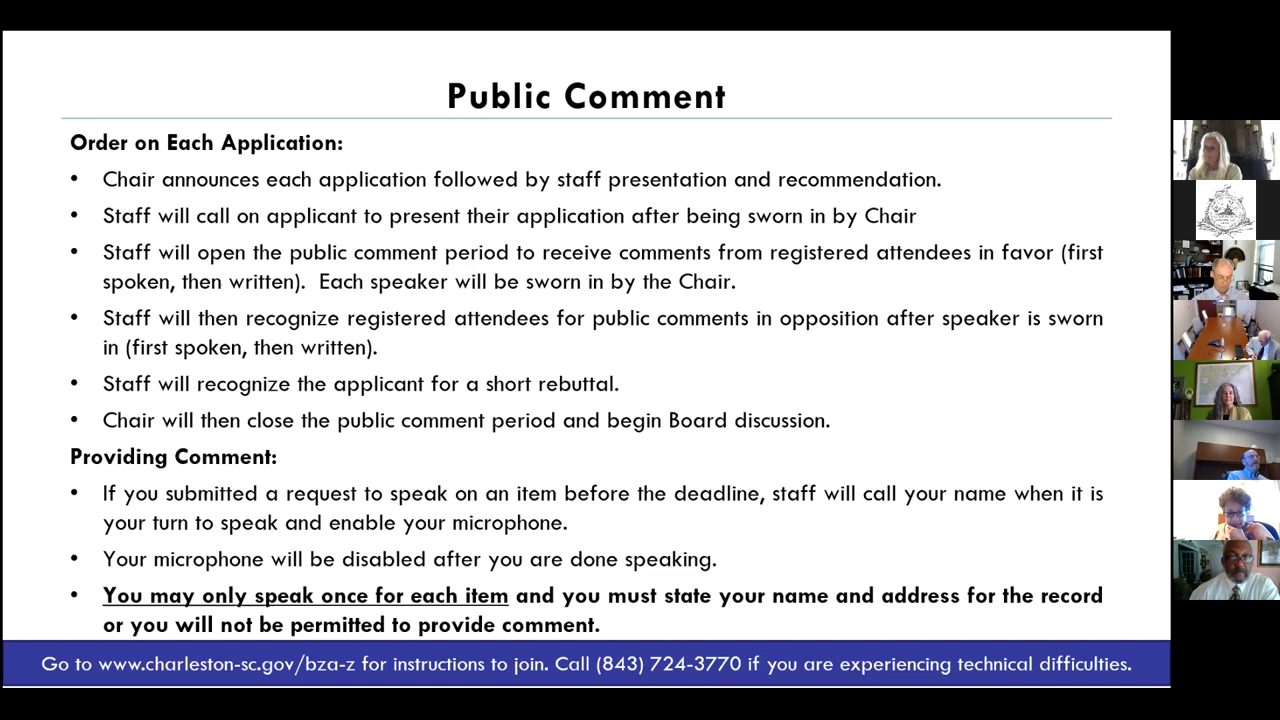 Public Comment
Order on Each Application:
• Chair announces each application followed by staff presentation and recommendation.
• Staff will call on applicant to present their application after being sworn in by Chair
• Staff will open the public comment period to receive comments from registered attendees in favor (first
spoken, then written). Each speaker will be sworn in by the Chair.
• Staff will then recognize registered attendees for public comments in opposition after speaker is sworn
in (first spoken, then written).
• Staff will recognize the applicant for a short rebuttal.
• Chair will then close the public comment period and begin Board discussion.
Providing Comment:
• If you submitted a request to speak on an item before the deadline, staff will call your name when it is
your turn to speak and enable your microphone.
• Your microphone will be disabled after you are done speaking.
• You may only speak once for each item and you must state your name and address for the record
or you will not be permitted to provide comment.
Go to www.charleston-sc.gov/bza-z for instructions to join. Call (843) 724-3770 if you are experiencing technical difficulties.